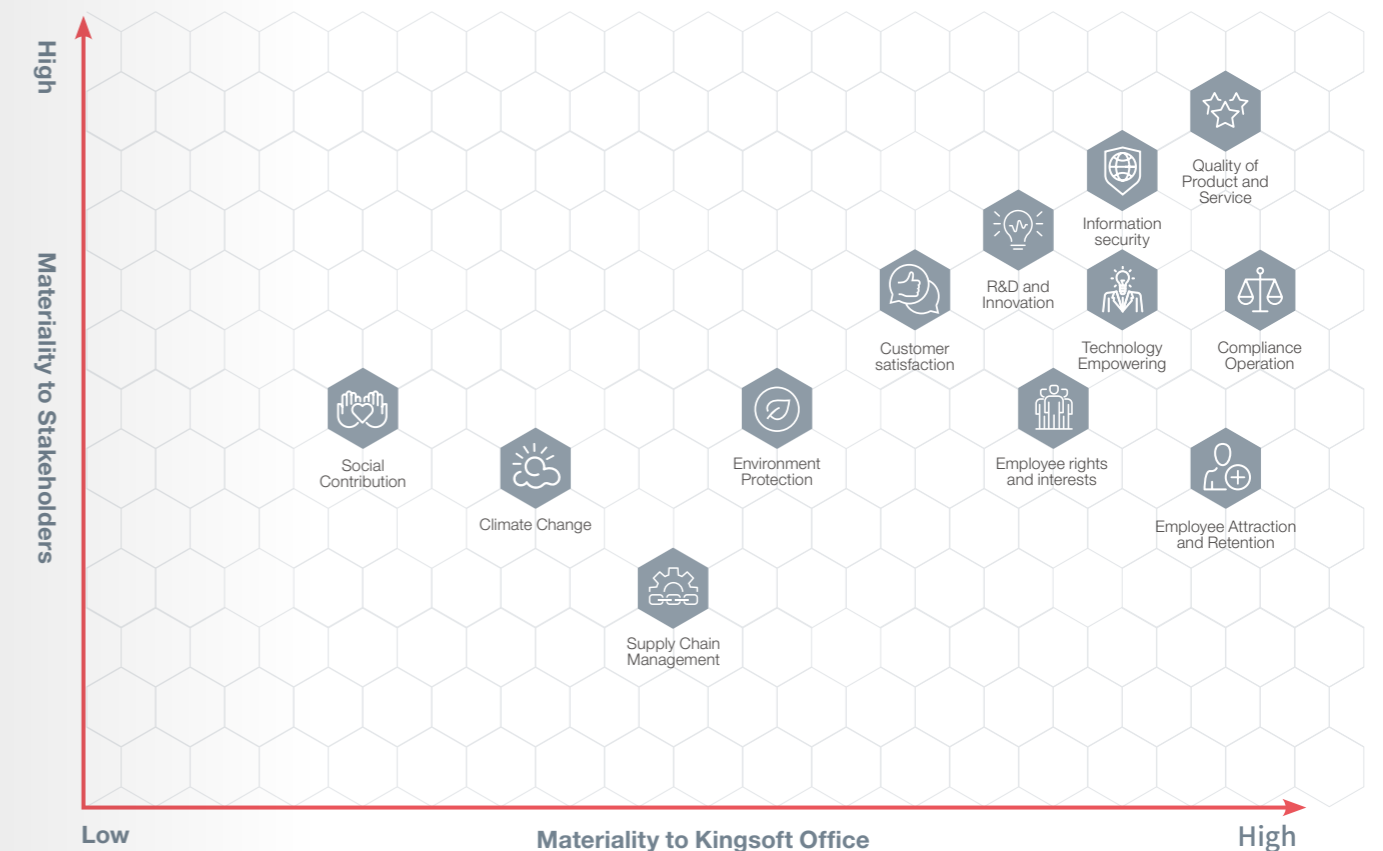 High
Materiality to Stakeholders
Quality of
Product and
Service
Information
security
R&D and
Innovation
Customer
satisfaction
Technology
Empowering
Compliance
Operation
Social
Contribution
Environment
Protection
Employee rights
and interests
Climate Change
Employee Attraction
and Retention
Supply Chain
Management
Low
Materiality to Kingsoft Office
High